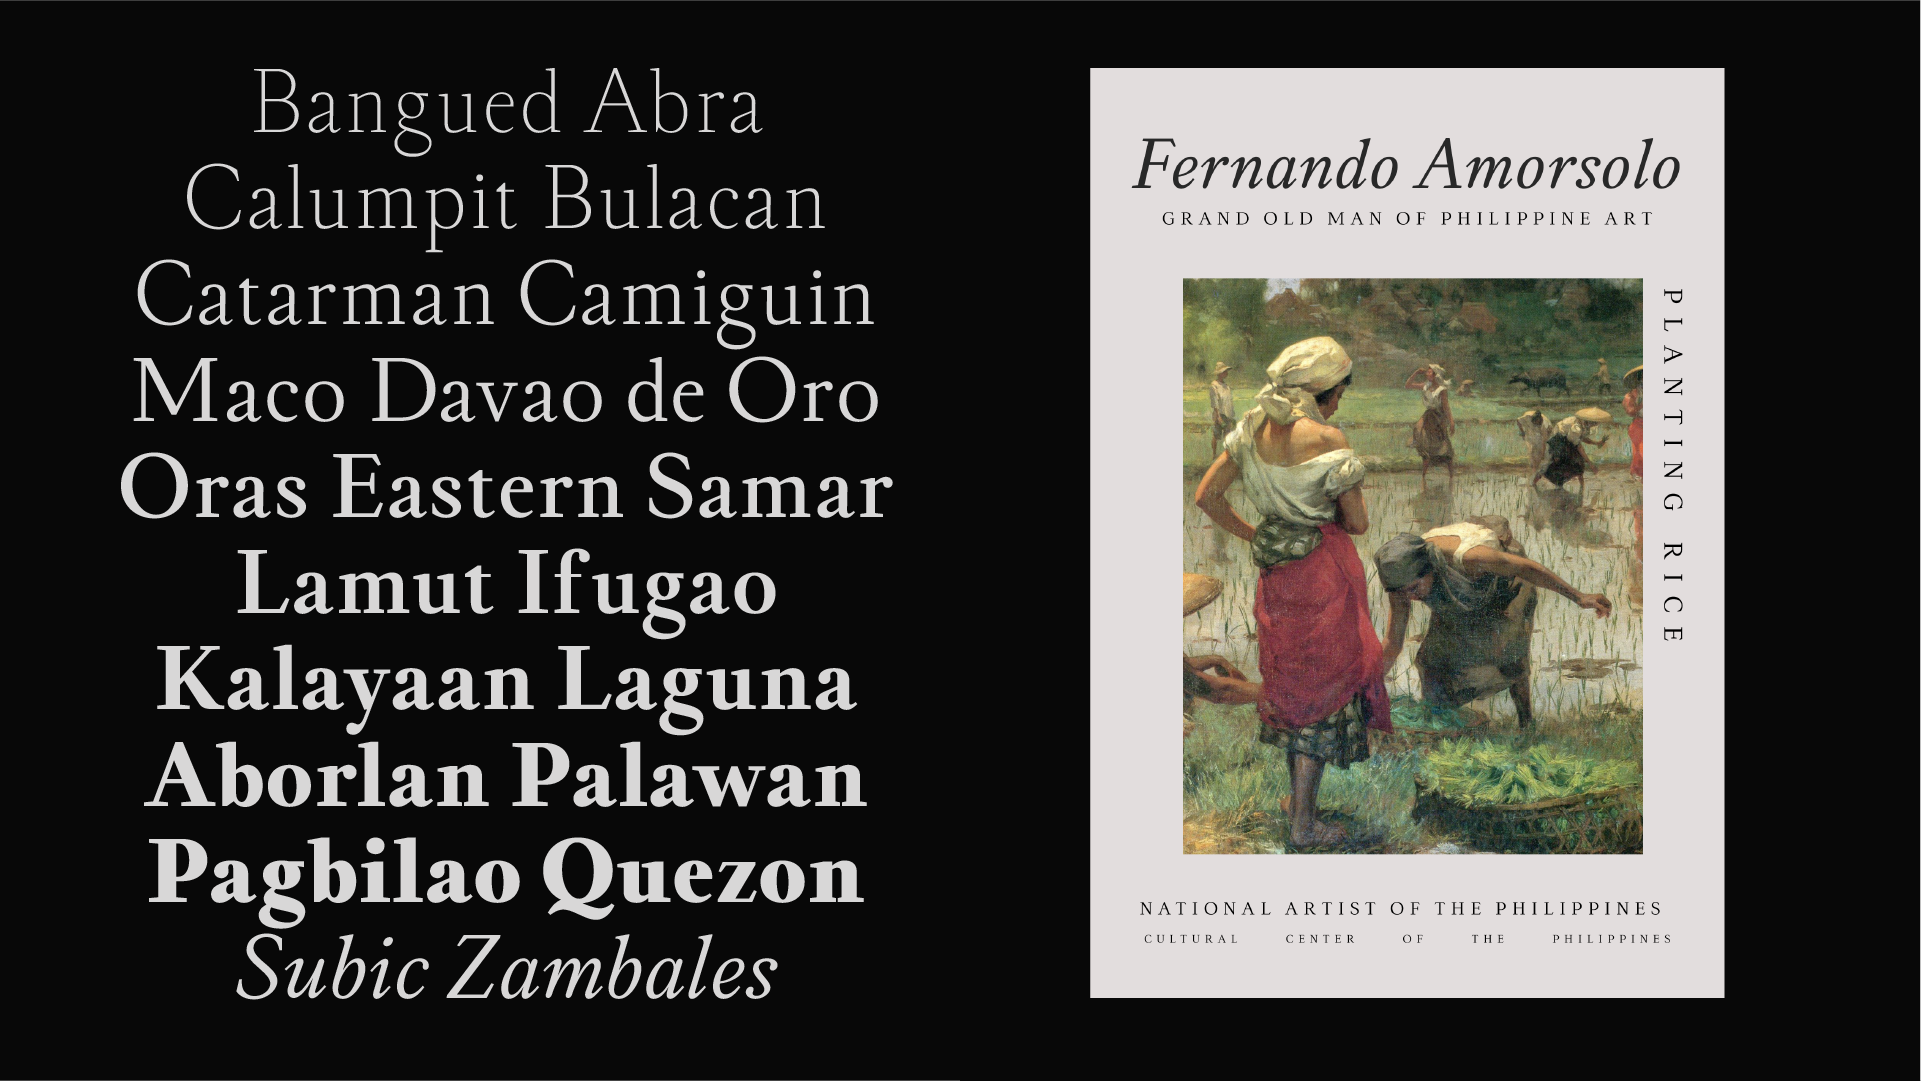 Bangued Abra
Calumpit Bulacan
Catarman Camiguin
Maco Davao de Oro
Oras Eastern Samar
Lamut Ifugao
Kalayaan Laguna
Aborlan Palawan
Pagbilao Quezon
Subic Zambales
Fernando Amorsolo
GRAND OLD MAN OF PHILIPPINE ART
PLANTING RICE
NATIONAL ARTIST OF THE PHILIPPINES
CULTURAL CENTER OF THE PHILIPPINES